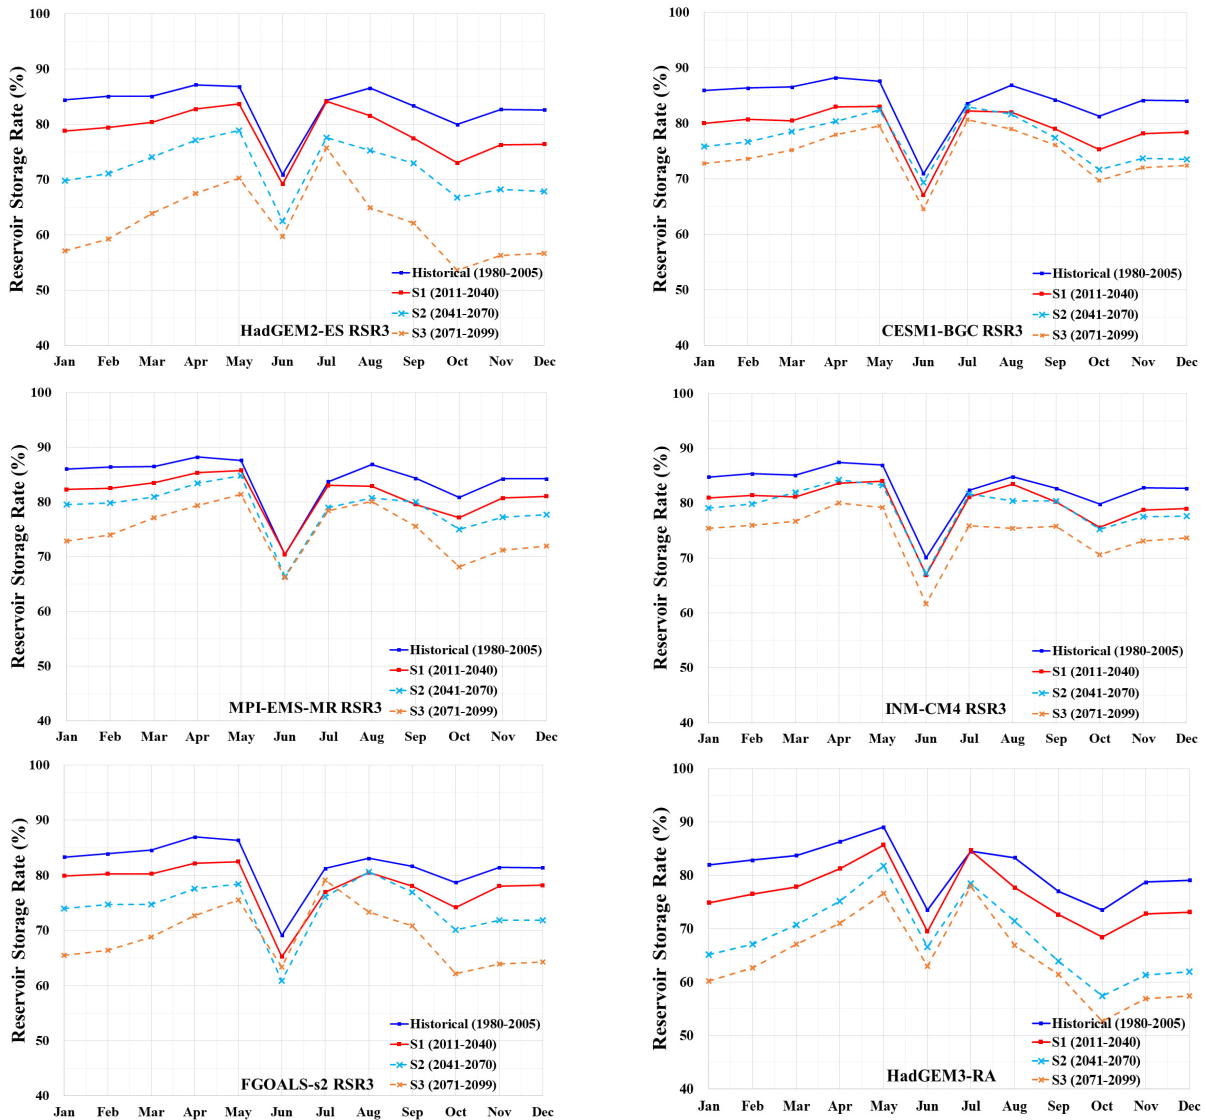 Reservoir Storage Rate (%)
100
90
80
70
60
50
40
Historical (1980-2005)
S1 (2011-2040)
S2 (2041-2070)
S3 (2071-2099)
HadGEM2-ES RSR3
Jan Feb Mar Apr May Jun Jul Aug Sep Oct Nov Dec
Reservoir Storage Rate (%)
100
90
80
70
60
50
40
Historical (1980-2005)
S1 (2011-2040)
S2 (2041-2070)
S3 (2071-2099)
CESM1-BGC RSR3
Jan Feb Mar Apr May Jun Jul Aug Sep Oct Nov Dec
Reservoir Storage Rate (%)
100
90
80
70
60
50
40
Historical (1980-2005)
S1 (2011-2040)
S2 (2041-2070)
S3 (2071-2099)
MPI-EMS-MR RSR3
Jan Feb Mar Apr May Jun Jul Aug Sep Oct Nov Dec
Reservoir Storage Rate (%)
100
90
80
70
60
50
40
Historical (1980-2005)
S1 (2011-2040)
S2 (2041-2070)
S3 (2071-2099)
INM-CM4 RSR3
Jan Feb Mar Apr May Jun Jul Aug Sep Oct Nov Dec
Reservoir Storage Rate (%)
100
90
80
70
60
50
40
Historical (1980-2005)
S1 (2011-2040)
S2 (2041-2070)
S3 (2071-2099)
FGOALS-s2 RSR3
Jan Feb Mar Apr May Jun Jul Aug Sep Oct Nov Dec
Reservoir Storage Rate (%)
100
90
80
70
60
50
40
Historical (1980-2005)
S1 (2011-2040)
S2 (2041-2070)
S3 (2071-2099)
HadGEM3-RA
Jan Feb Mar Apr May Jun Jul Aug Sep Oct Nov Dec